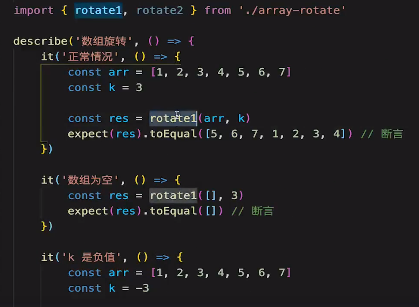 import { rotate1, rotate2 } from './array-rotate'
describe('数组旋转', () => {
it('正常情况', () => {
const arr = [1, 2, 3, 4, 5, 6, 7]
const k = 3
const res = rotate1(arr, k)
expect(res).toEqual([5, 6, 7, 1, 2, 3, 4]) // 断言
})
it('数组为空', () => {
const res = rotate1([], 3)
expect(res).toEqual([]) // 断言
})
it('k 是负值', () => {
const arr = [1, 2, 3, 4, 5, 6, 7]
const k = -3